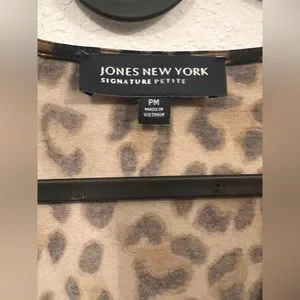 JONES NEW YORK
SIGNATURE PETITE
PM
MADE IN
VIETNAM